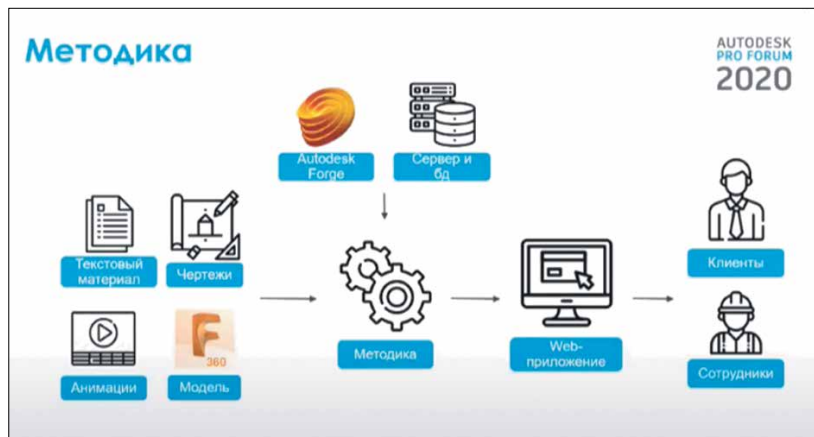 Методика
AUTODESK
PRO FORUM
2020
Autodesk
Forge
Сервер и
бд
Текстовый
материал
Чертежи
Клиенты
Методика
Web-
приложение
360
Анимации
Модель
Сотрудники